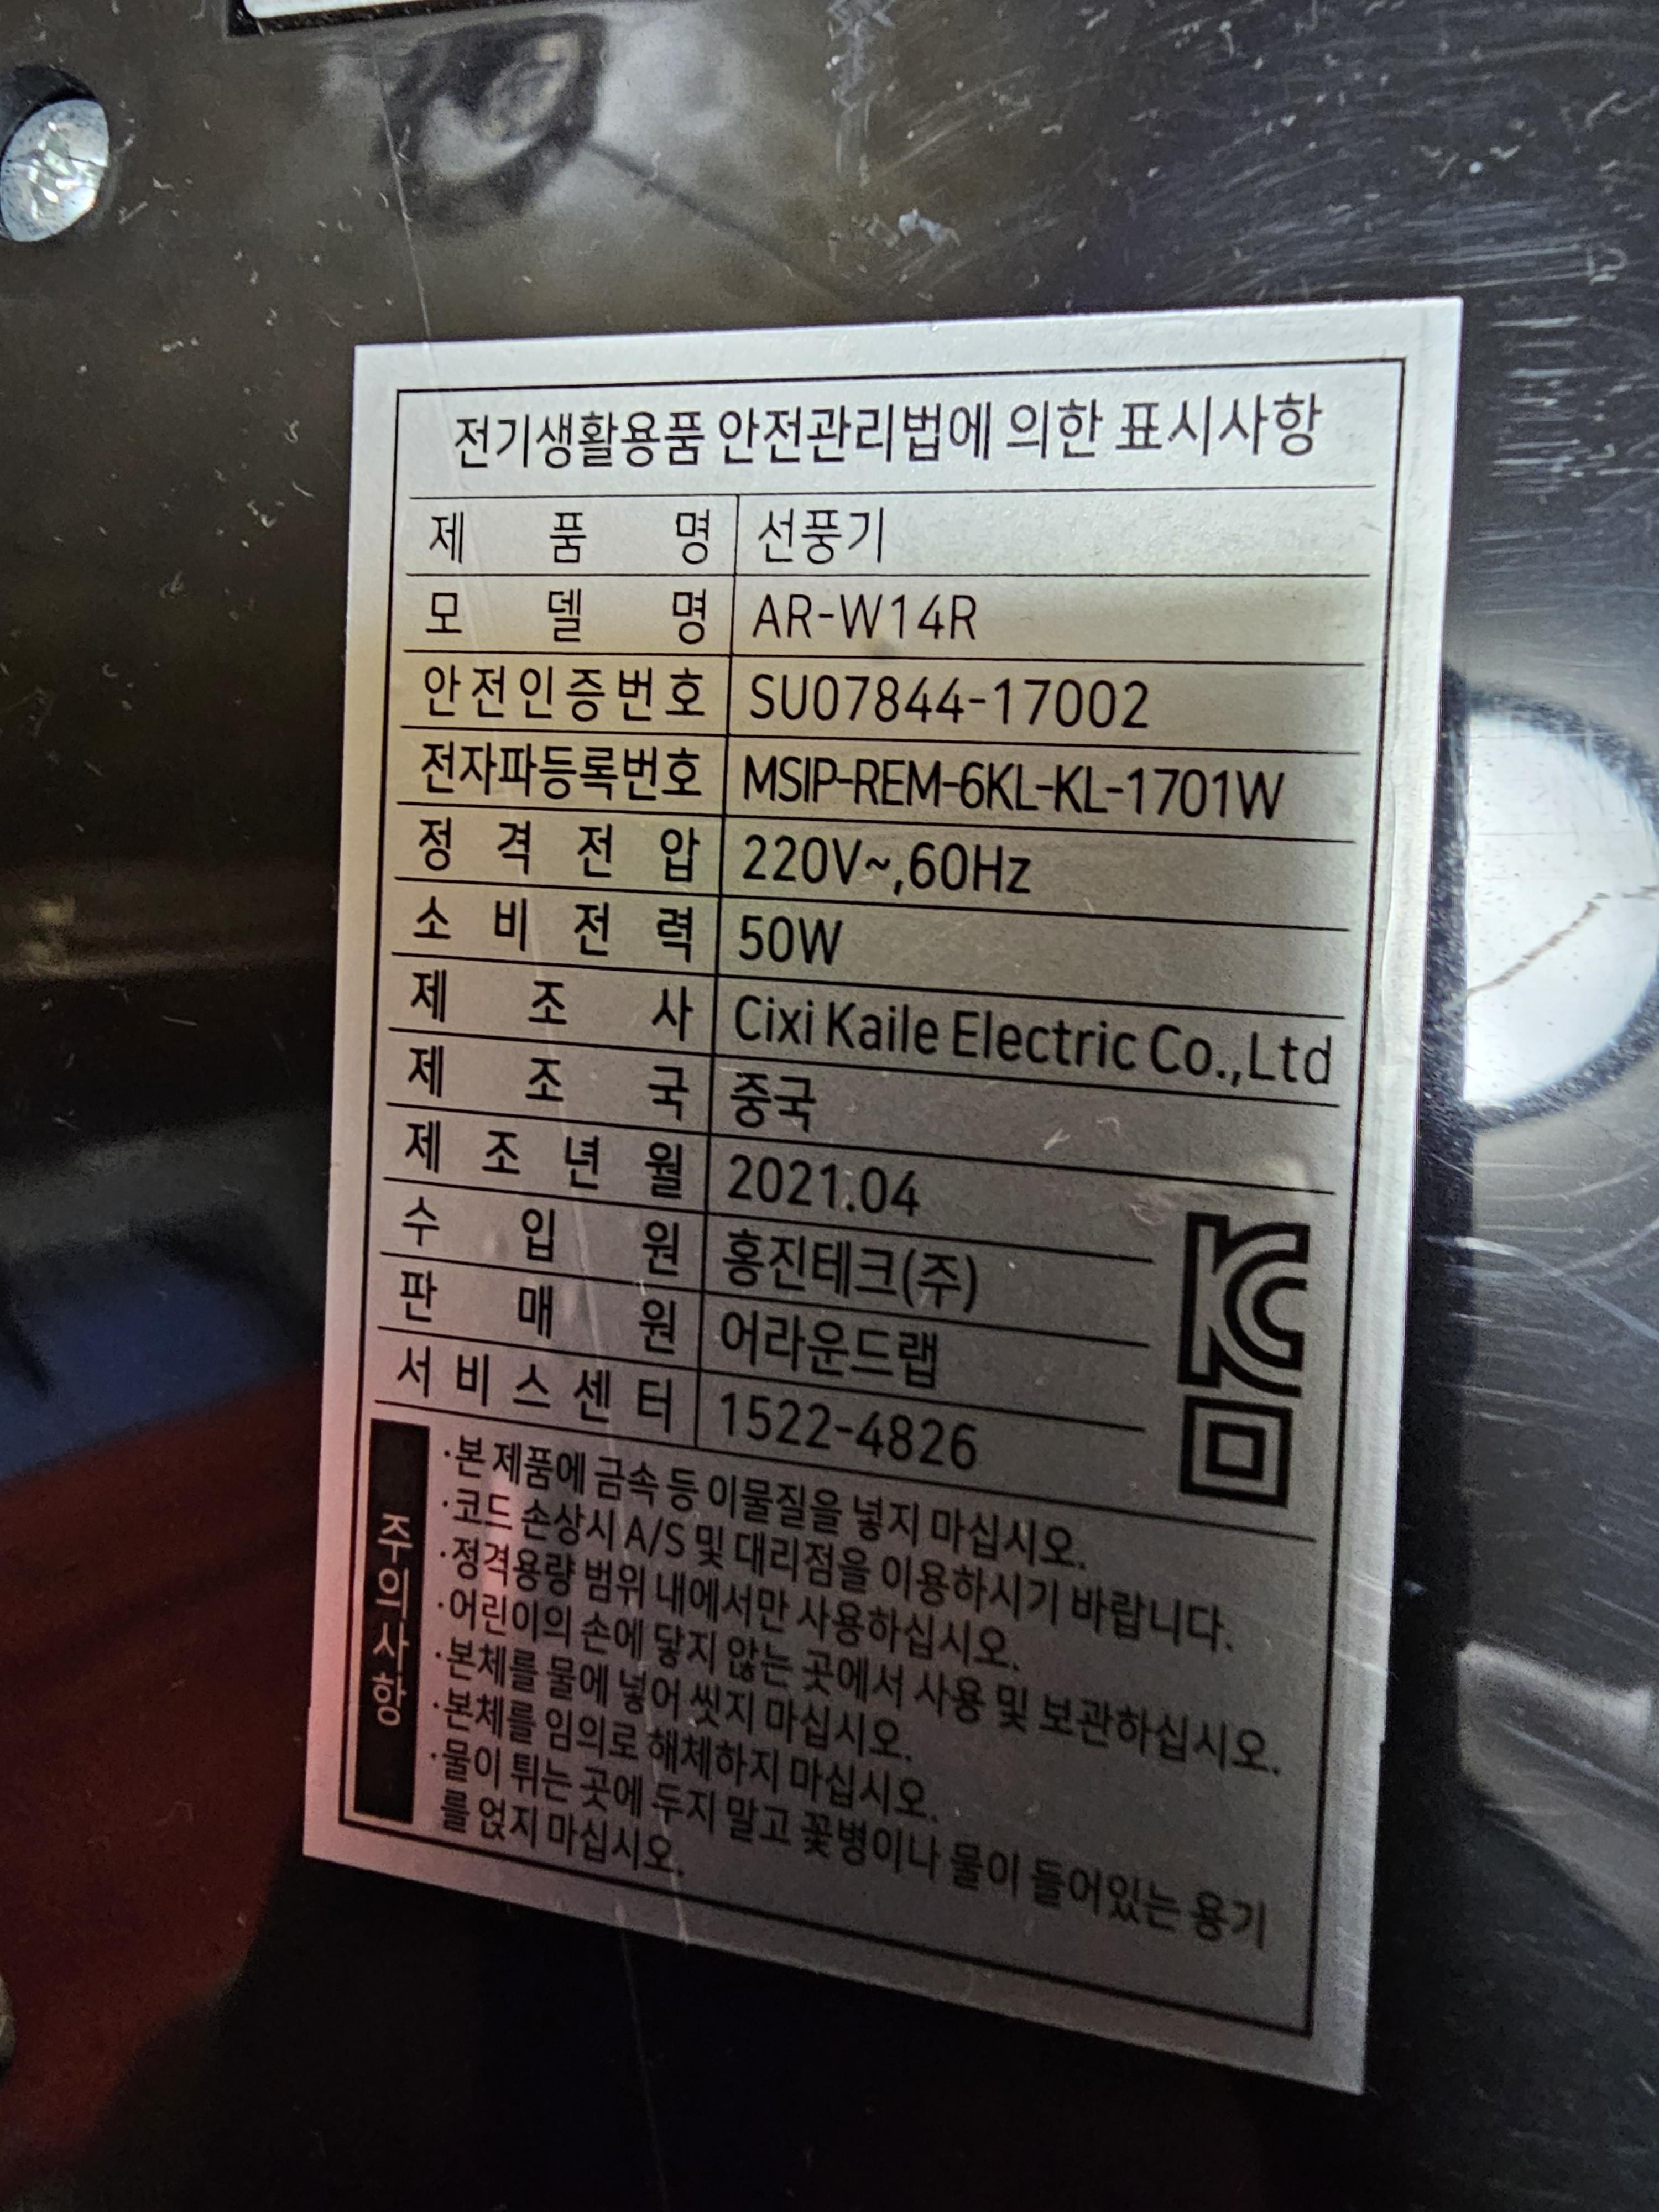 전기생활용품 안전관리법에 의한 표시사항
제품명 선풍기
모델명 AR-W14R
안전인증번호 SU07844-17002
전자파등록번호 MSIP-REM-6KL-KL-1701W
정격전압 220V~,60Hz
소비전력 50W
제조사 Cixi Kaile Electric Co.,Ltd
제조국 중국
제조년월 2021.04
수입원 홍진테크(주)
판매원 어라운드랩
서비스센터 1522-4826
주의사항
·본 제품에 금속 등 이물질을 넣지 마십시오.
·코드 손상시 A/S 및 대리점을 이용하시기 바랍니다.
·정격용량 범위 내에서만 사용하십시오.
·어린이의 손에 닿지 않는 곳에서 사용 및 보관하십시오.
·본체를 물에 넣어 씻지 마십시오.
·본체를 임의로 해체하지 마십시오.
·물이 튀는 곳에 두지 말고 꽃병이나 물이 들어있는 용기
를 얹지 마십시오.